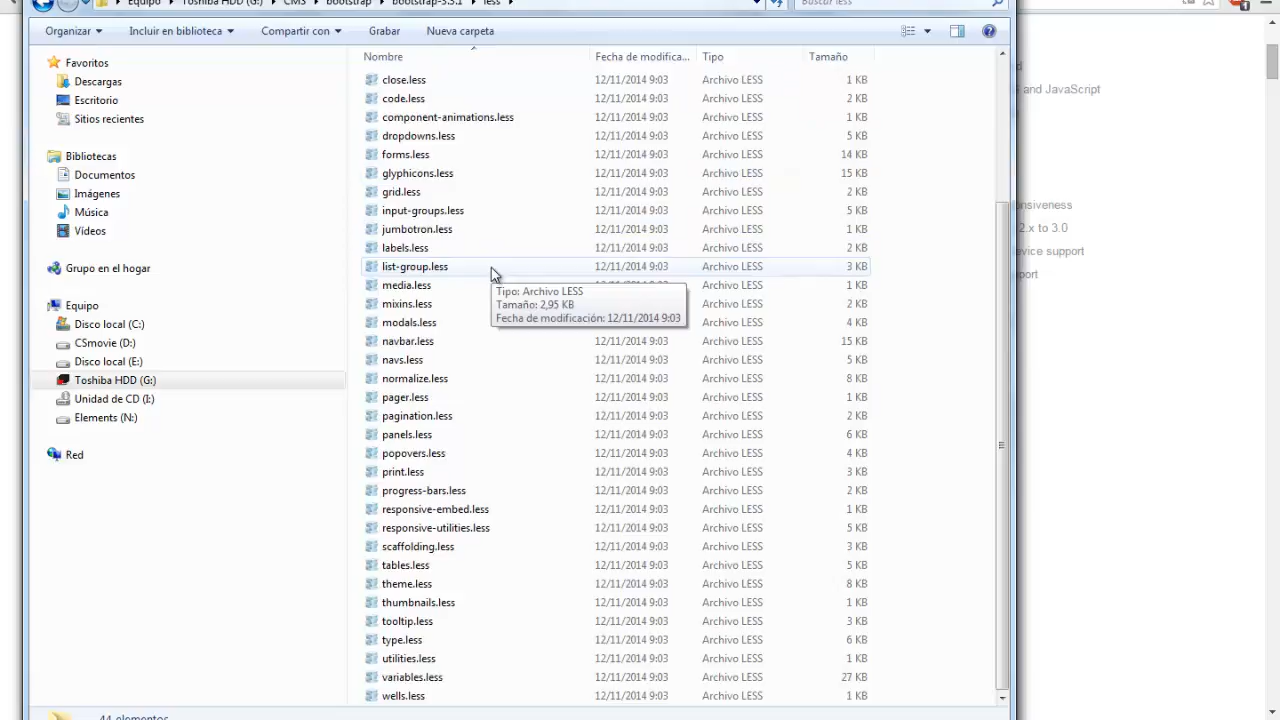 Equipo Toshiba HDD (G:) CMS bootstrap bootstrap-3.3.1 less
Buscar less
Organizar Incluir en biblioteca Compartir con Grabar Nueva carpeta
Nombre Fecha de modifica... Tipo Tamaño
Favoritos
Descargas
Escritorio
Sitios recientes
Bibliotecas
Documentos
Imágenes
Música
Vídeos
Grupo en el hogar
Equipo
Disco local (C:)
CSmovie (D:)
Disco local (E:)
Toshiba HDD (G:)
Unidad de CD (I:)
Elements (N:)
Red
close.less 12/11/2014 9:03 Archivo LESS 1 KB
code.less 12/11/2014 9:03 Archivo LESS 2 KB
component-animations.less 12/11/2014 9:03 Archivo LESS 1 KB
dropdowns.less 12/11/2014 9:03 Archivo LESS 5 KB
forms.less 12/11/2014 9:03 Archivo LESS 14 KB
glyphicons.less 12/11/2014 9:03 Archivo LESS 15 KB
grid.less 12/11/2014 9:03 Archivo LESS 2 KB
input-groups.less 12/11/2014 9:03 Archivo LESS 5 KB
jumbotron.less 12/11/2014 9:03 Archivo LESS 1 KB
labels.less 12/11/2014 9:03 Archivo LESS 2 KB
list-group.less 12/11/2014 9:03 Archivo LESS 3 KB
media.less 12/11/2014 9:03 Archivo LESS 1 KB
mixins.less Archivo LESS 1 KB
modals.less Archivo LESS 4 KB
Tipo: Archivo LESS
Tamaño: 2,95 KB
Fecha de modificación: 12/11/2014 9:03
navbar.less 12/11/2014 9:03 Archivo LESS 15 KB
navs.less 12/11/2014 9:03 Archivo LESS 5 KB
normalize.less 12/11/2014 9:03 Archivo LESS 8 KB
pager.less 12/11/2014 9:03 Archivo LESS 1 KB
pagination.less 12/11/2014 9:03 Archivo LESS 2 KB
panels.less 12/11/2014 9:03 Archivo LESS 6 KB
popovers.less 12/11/2014 9:03 Archivo LESS 4 KB
print.less 12/11/2014 9:03 Archivo LESS 3 KB
progress-bars.less 12/11/2014 9:03 Archivo LESS 2 KB
responsive-embed.less 12/11/2014 9:03 Archivo LESS 1 KB
responsive-utilities.less 12/11/2014 9:03 Archivo LESS 5 KB
scaffolding.less 12/11/2014 9:03 Archivo LESS 3 KB
tables.less 12/11/2014 9:03 Archivo LESS 5 KB
theme.less 12/11/2014 9:03 Archivo LESS 8 KB
thumbnails.less 12/11/2014 9:03 Archivo LESS 1 KB
tooltip.less 12/11/2014 9:03 Archivo LESS 3 KB
type.less 12/11/2014 9:03 Archivo LESS 6 KB
utilities.less 12/11/2014 9:03 Archivo LESS 1 KB
variables.less 12/11/2014 9:03 Archivo LESS 27 KB
wells.less 12/11/2014 9:03 Archivo LESS 1 KB
44 elementos
d
and JavaScript
nsiveness
2.x to 3.0
evice support
port